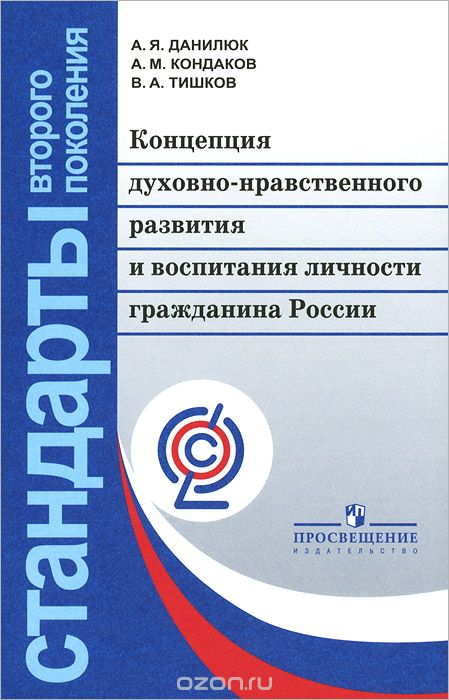 А. Я. ДАНИЛЮК
А. М. КОНДАКОВ
В. А. ТИШКОВ
Концепция
духовно-нравственного
развития
и воспитания личности
гражданина России
стандарты
второго
поколения
С
ПРОСВЕЩЕНИЕ
ИЗДАТЕЛЬСТВО
ozon.ru